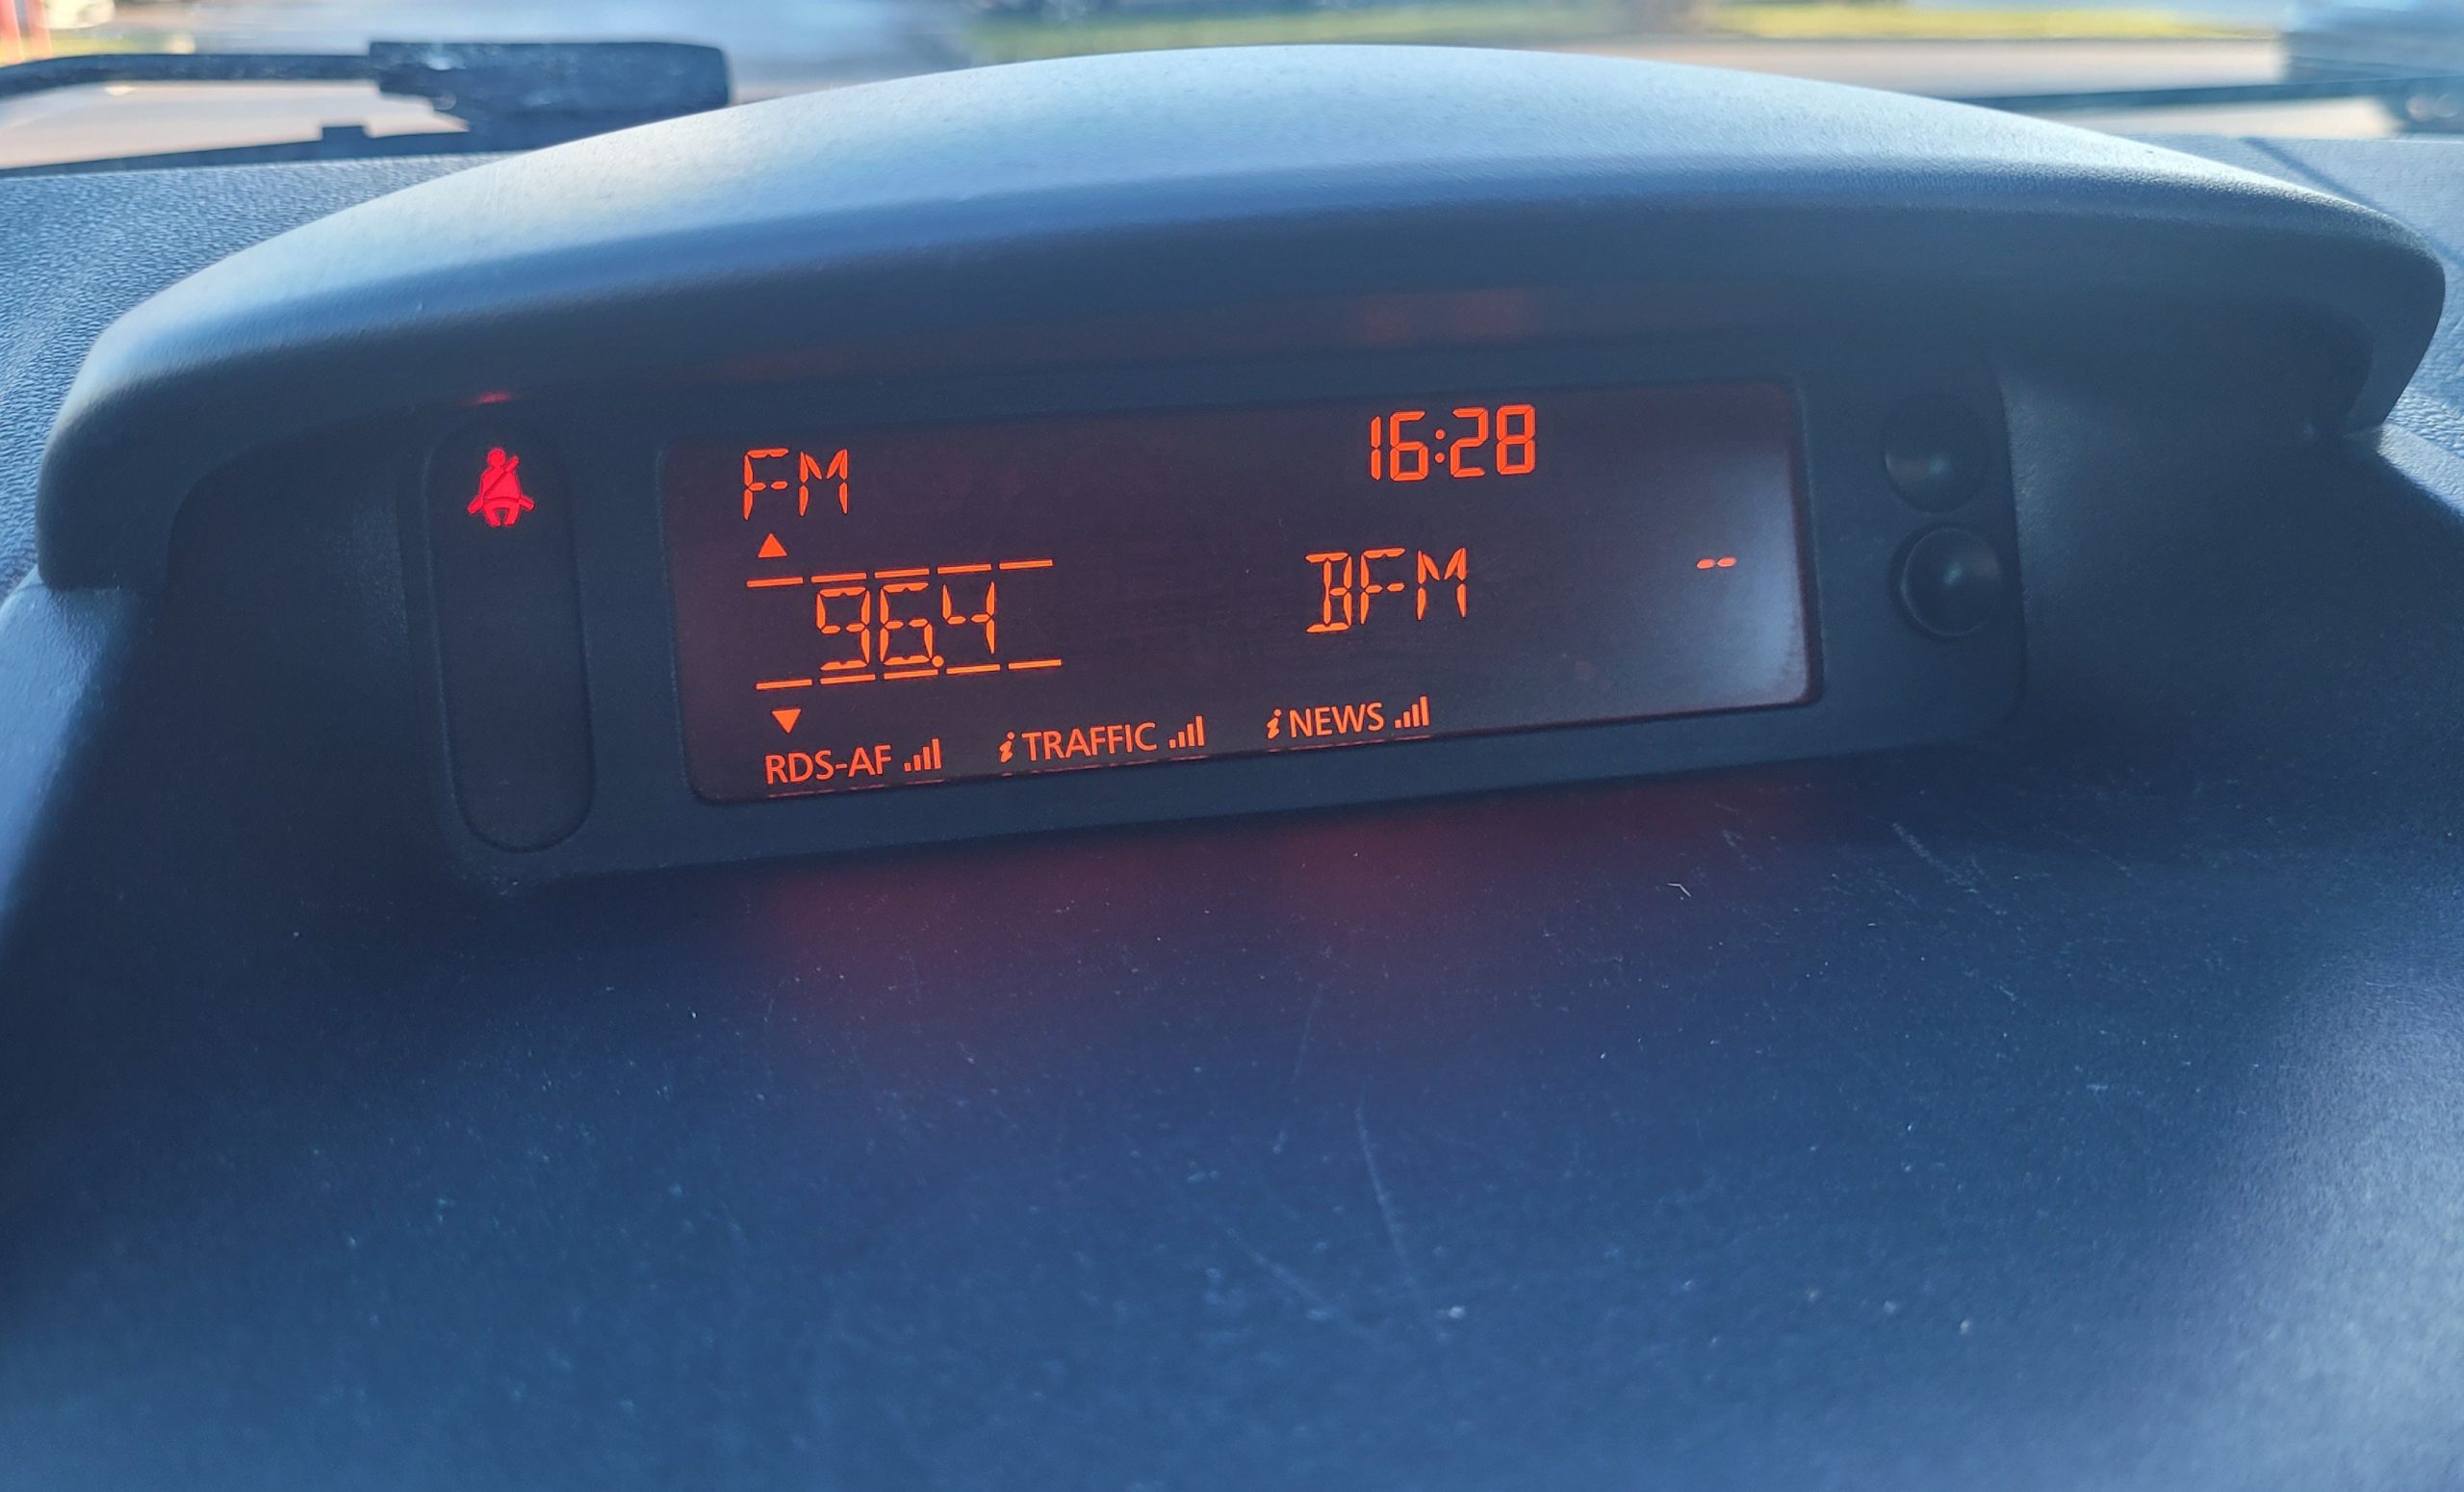 FM 16:28
96.4 BFM --
RDS-AF i TRAFFIC i NEWS